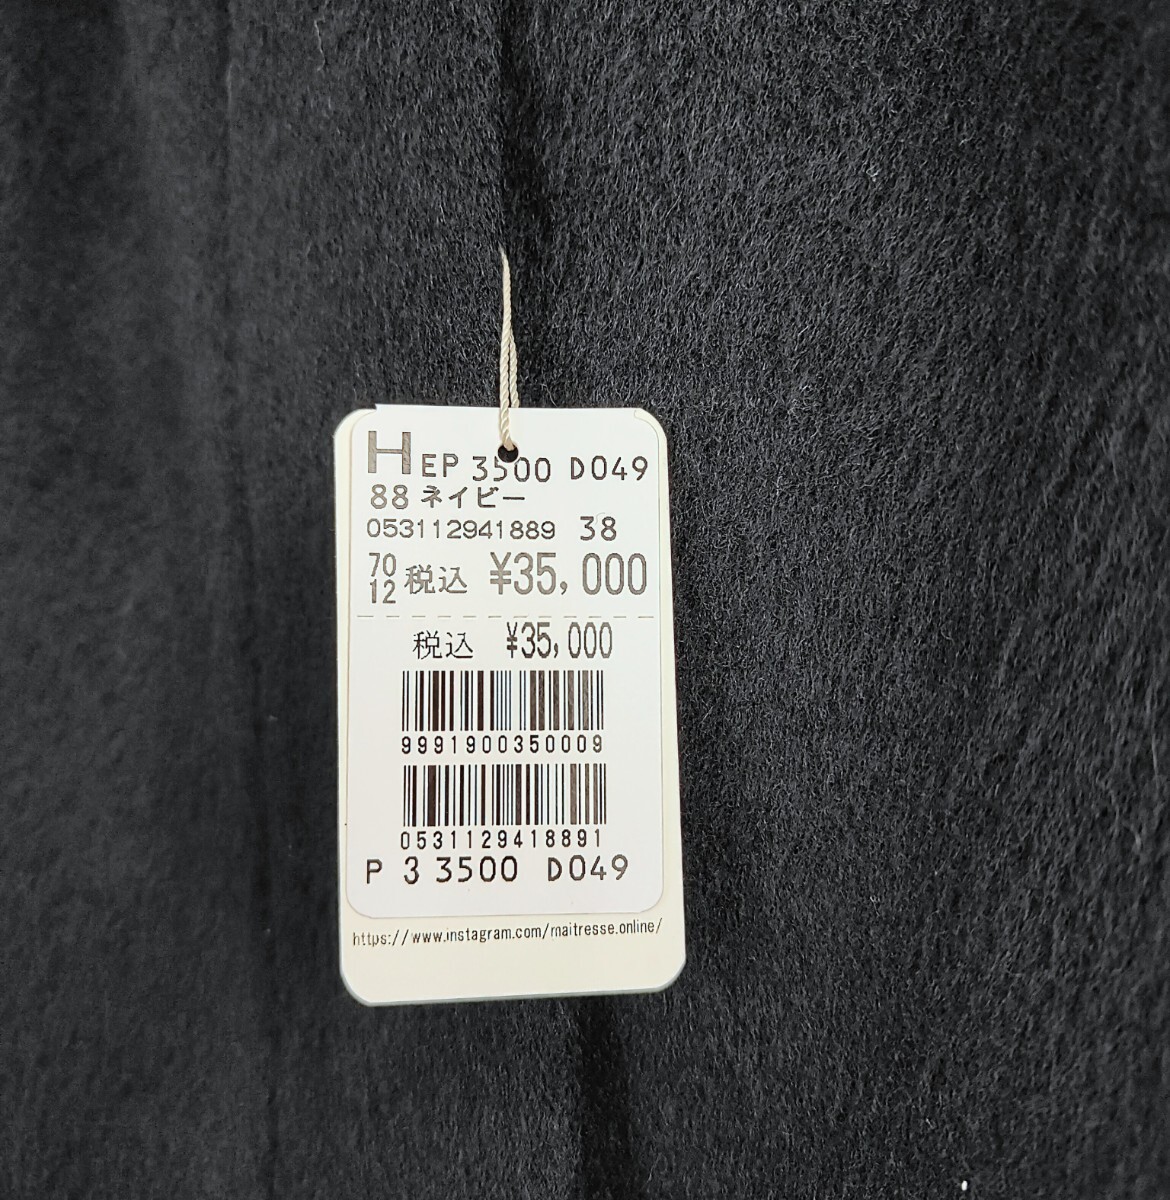 H EP 3500 D049
88 ネイビー
053112941889 38
70 12 税込 ¥35,000
税込 ¥35,000
9991900350009
0531129418891
P 3 3500 D049
https://www.instagram.com/maitresse.online/